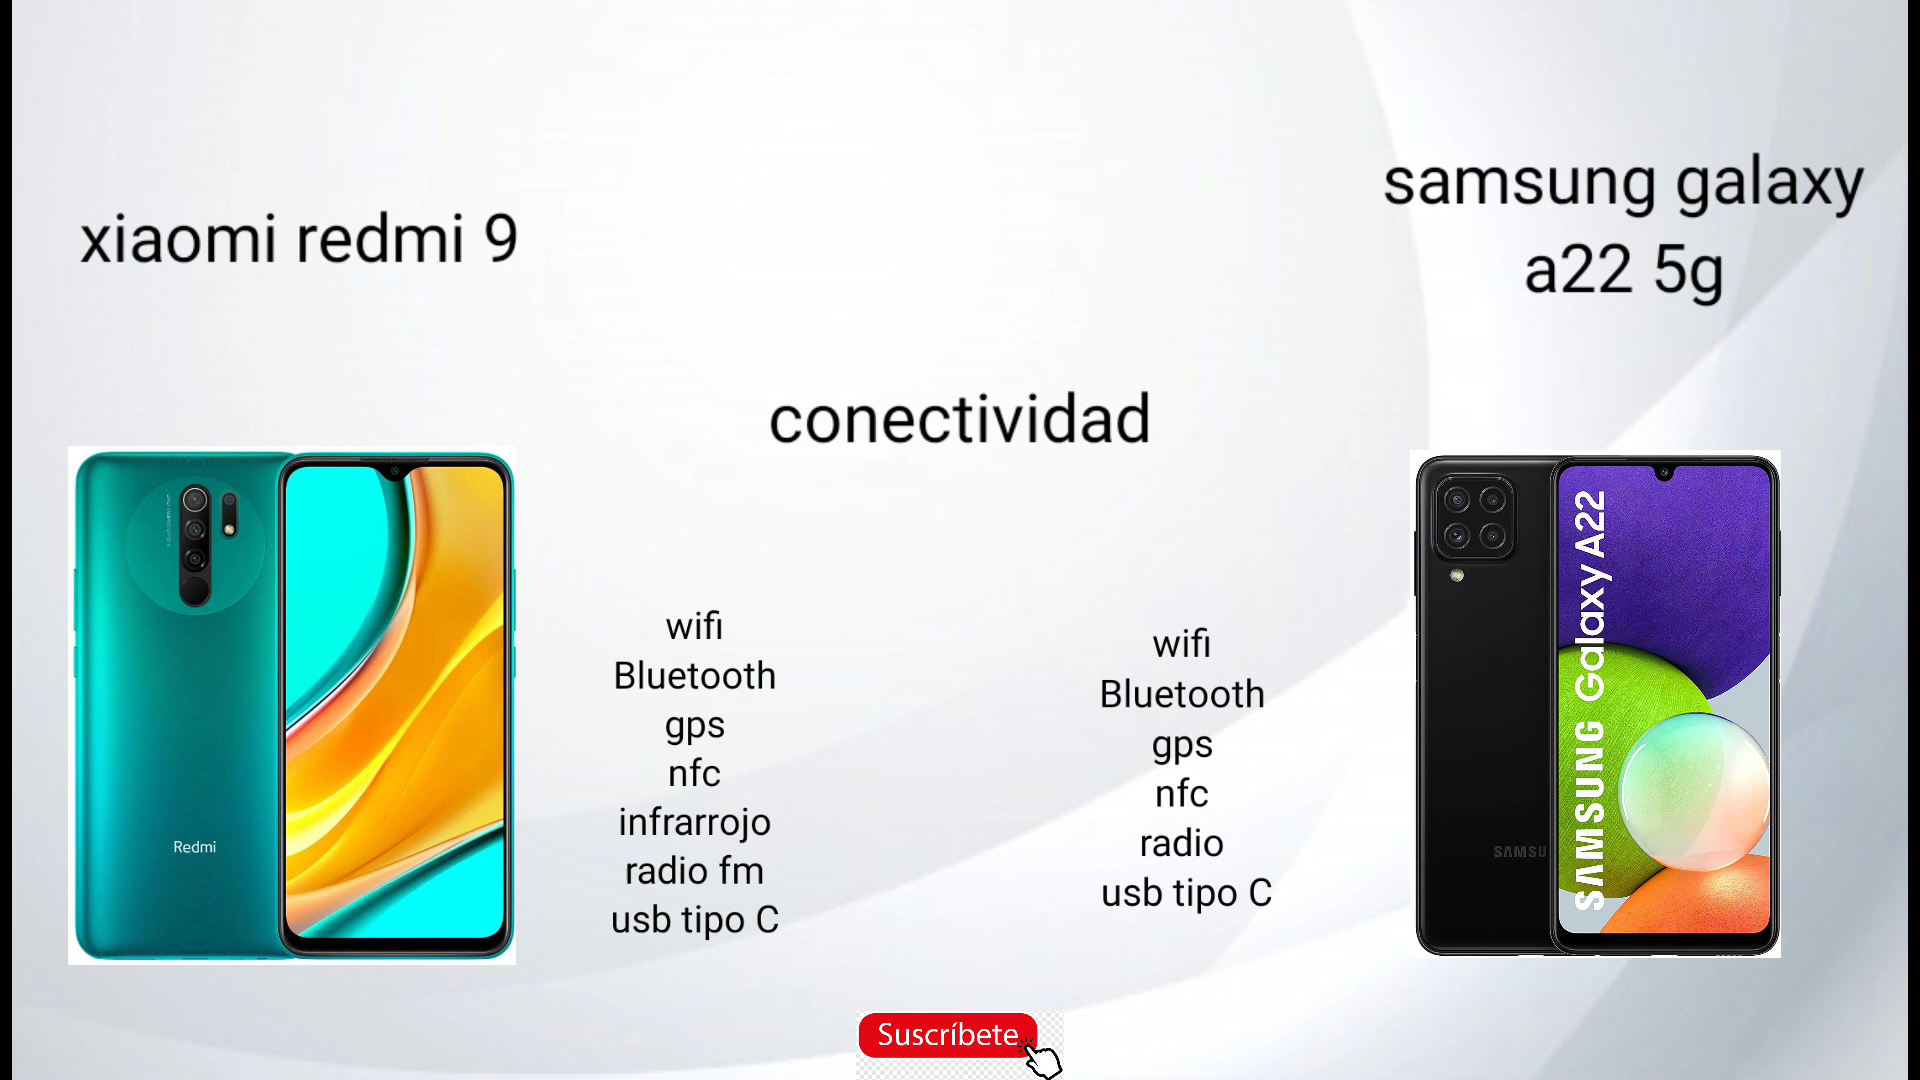 xiaomi redmi 9
samsung galaxy
a22 5g
conectividad
wifi
Bluetooth
gps
nfc
infrarrojo
radio fm
usb tipo C
wifi
Bluetooth
gps
nfc
radio
usb tipo C
Redmi
SAMSU
SAMSUNG Galaxy A22
Suscríbete